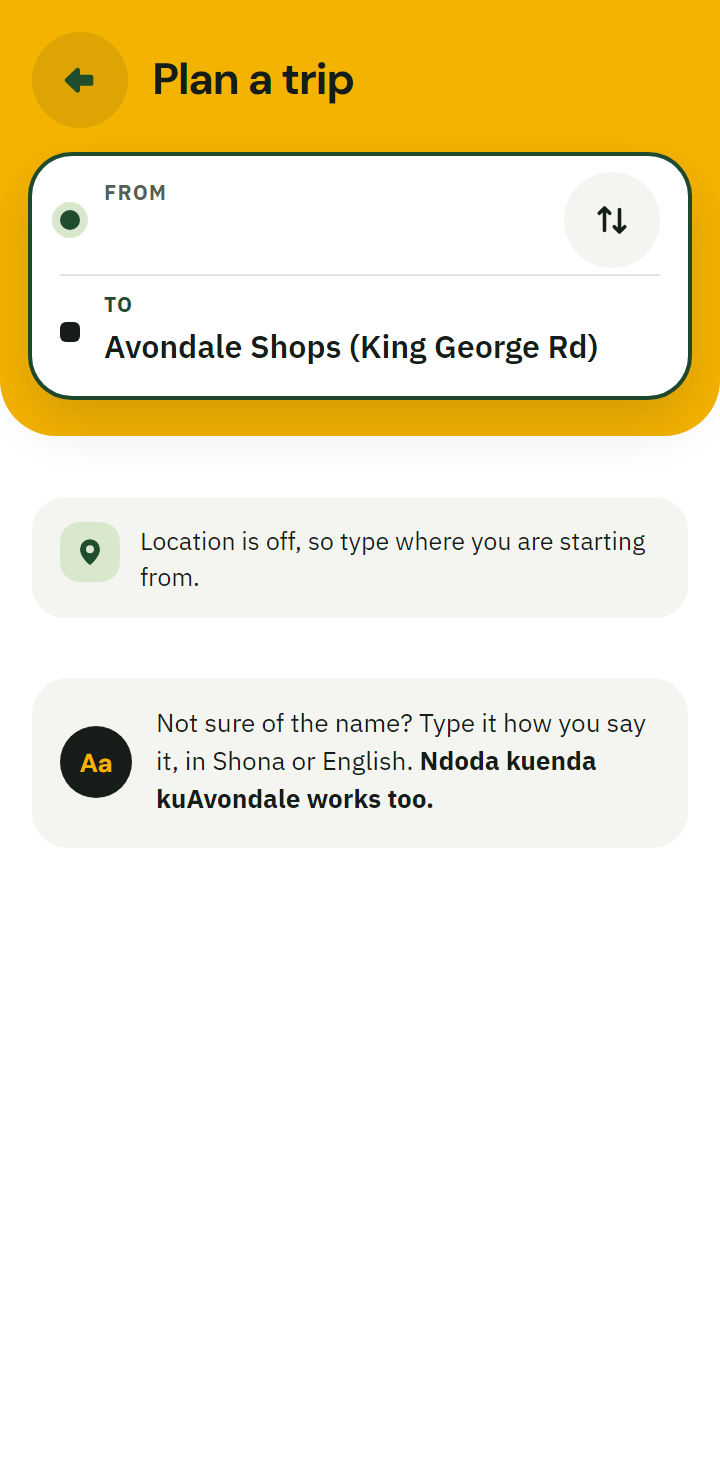 Plan a trip
FROM
TO
Avondale Shops (King George Rd)
Location is off, so type where you are starting
from.
Aa
Not sure of the name? Type it how you say
it, in Shona or English. Ndoda kuenda
kuAvondale works too.